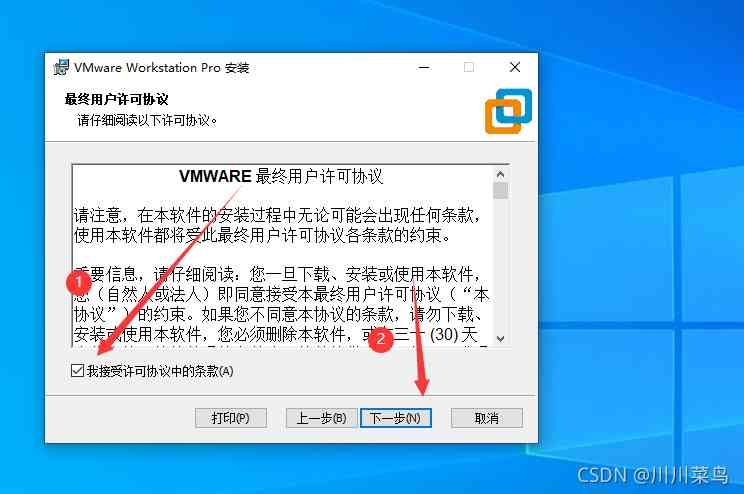 VMware Workstation Pro 安装
最终用户许可协议
请仔细阅读以下许可协议。
VMWARE 最终用户许可协议
请注意，在本软件的安装过程中无论可能会出现任何条款，
使用本软件都将受此最终用户许可协议各条款的约束。
重要信息，请仔细阅读：您一旦下载、安装或使用本软件，
1
您（自然人或法人）即同意接受本最终用户许可协议（“本
协议”）的约束。如果您不同意本协议的条款，请勿下载、
安装或使用本软件，您必须删除本软件，或在三十 (30) 天
2
我接受许可协议中的条款(A)
打印(P)
上一步(B)
下一步(N)
取消
CSDN @川川菜鸟